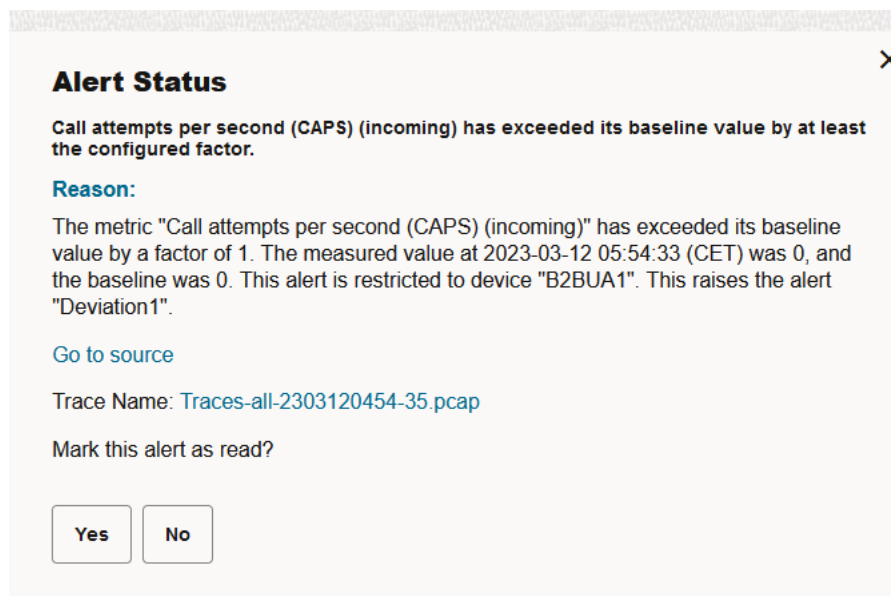 Alert Status
Call attempts per second (CAPS) (incoming) has exceeded its baseline value by at least
the configured factor.
Reason:
The metric "Call attempts per second (CAPS) (incoming)" has exceeded its baseline
value by a factor of 1. The measured value at 2023-03-12 05:54:33 (CET) was 0, and
the baseline was 0. This alert is restricted to device "B2BUA1". This raises the alert
"Deviation1".
Go to source
Trace Name: Traces-all-2303120454-35.pcap
Mark this alert as read?
Yes No